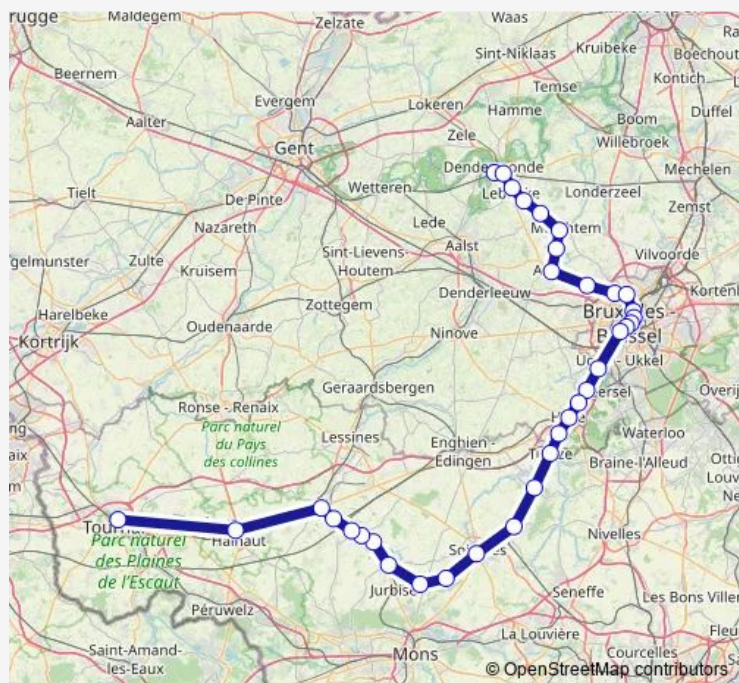 Maldegem
Zelzate
Waas
Sint-Niklaas
Kruibeke
Boechout
Kontich
Beernem
Temse
Evergem
Lokeren
Hamme
Duffel
Aalter
Boom
Willebroek
Zele
Gent
Mechelen
Wetteren
Londerzeel
Tielt
De Pinte
Zemst
Nazareth
Lede
Aalst
Vilvoorde
Zulte
Kruisem
Sint-Lievens-
Houtem
Denderleeuw
Harelbeke
Zottegem
Kortrijk
Oudenaarde
Ninove
Geraardsbergen
Ronse - Renaix
Parc naturel
du Pays
des collines
Lessines
Enghien -
Edingen
Waterloo
Braine-l'Alleud
Nivelles
Parc naturel
des Plaines
de l'Escaut
Hainaut
Jurbise
Seneffe
Péruwelz
Les Bons Viller
La Louvière
Saint-Amand-
les-Eaux
Mons
Courcelles
© OpenStreetMap contributors